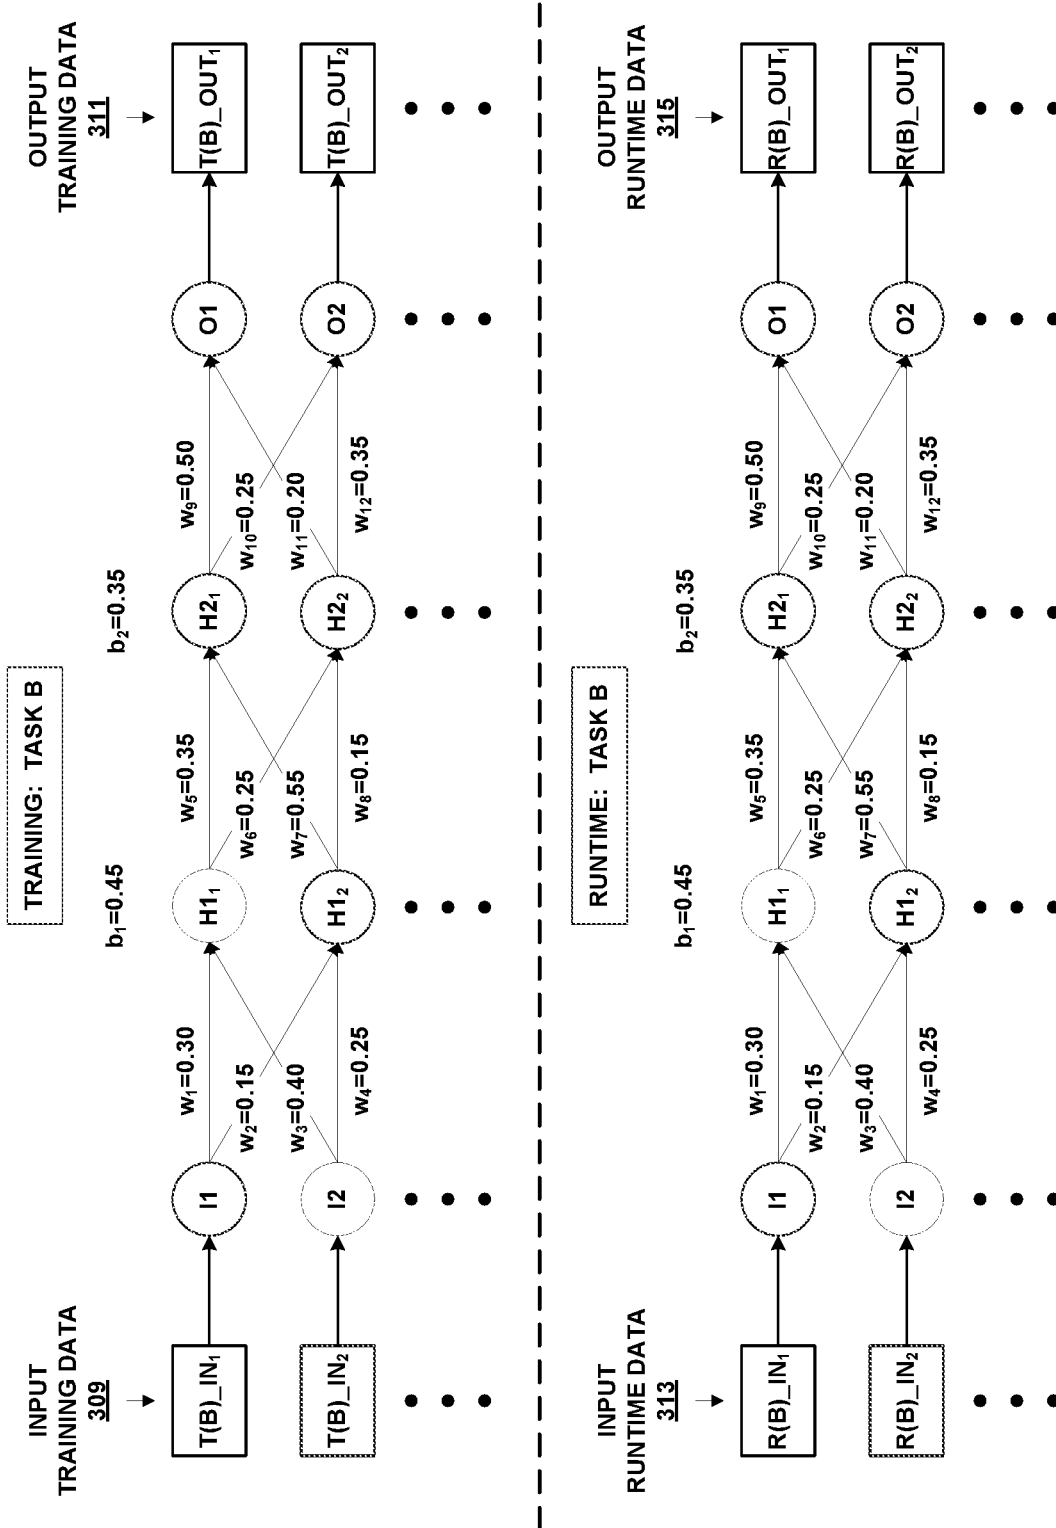 TRAINING: TASK B
INPUT
TRAINING DATA
309
b₁=0.45
b₂=0.35
OUTPUT
TRAINING DATA
311
T(B)_IN₁
I1
w₁=0.30
H1₁
w₅=0.35
H2₁
w₉=0.50
O1
T(B)_OUT₁
w₂=0.15
w₆=0.25
w₁₀=0.25
w₃=0.40
w₇=0.55
w₁₁=0.20
T(B)_IN₂
I2
w₄=0.25
H1₂
w₈=0.15
H2₂
w₁₂=0.35
O2
T(B)_OUT₂
RUNTIME: TASK B
INPUT
RUNTIME DATA
313
b₁=0.45
b₂=0.35
OUTPUT
RUNTIME DATA
315
R(B)_IN₁
I1
w₁=0.30
H1₁
w₅=0.35
H2₁
w₉=0.50
O1
R(B)_OUT₁
w₂=0.15
w₆=0.25
w₁₀=0.25
w₃=0.40
w₇=0.55
w₁₁=0.20
R(B)_IN₂
I2
w₄=0.25
H1₂
w₈=0.15
H2₂
w₁₂=0.35
O2
R(B)_OUT₂